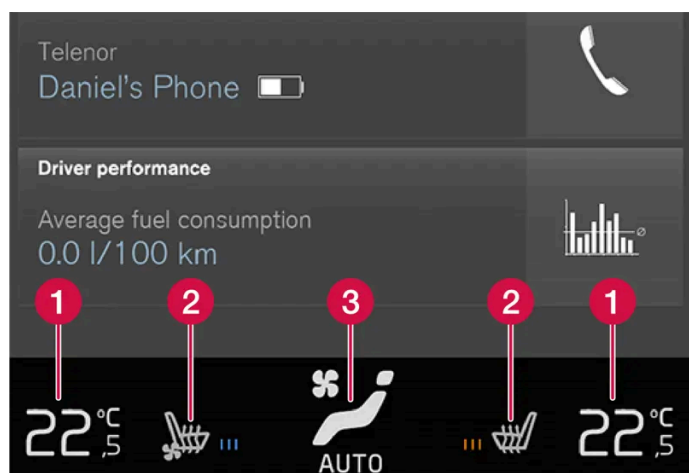 Telenor
Daniel's Phone
Driver performance
Average fuel consumption
0.0 l/100 km
1 2 3 2 1
22,5 °C
22,5 °C
AUTO